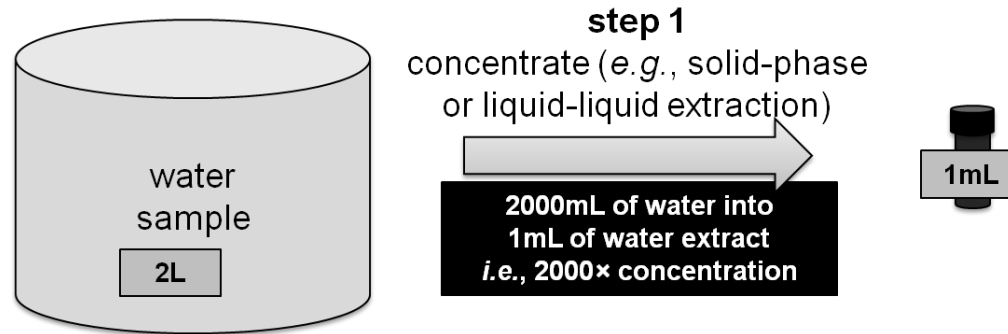 water
sample
2L
step 1
concentrate (e.g., solid-phase
or liquid-liquid extraction)
2000mL of water into
1mL of water extract
i.e., 2000× concentration
1mL